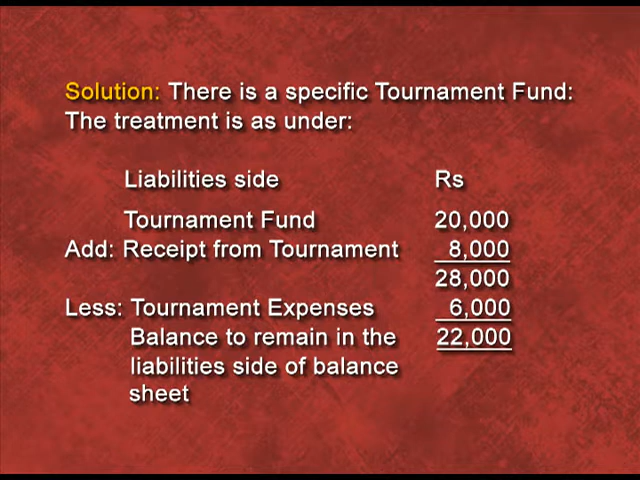 Solution: There is a specific Tournament Fund:
The treatment is as under:
Liabilities side Rs
Tournament Fund 20,000
Add: Receipt from Tournament 8,000
28,000
Less: Tournament Expenses 6,000
Balance to remain in the 22,000
liabilities side of balance
sheet